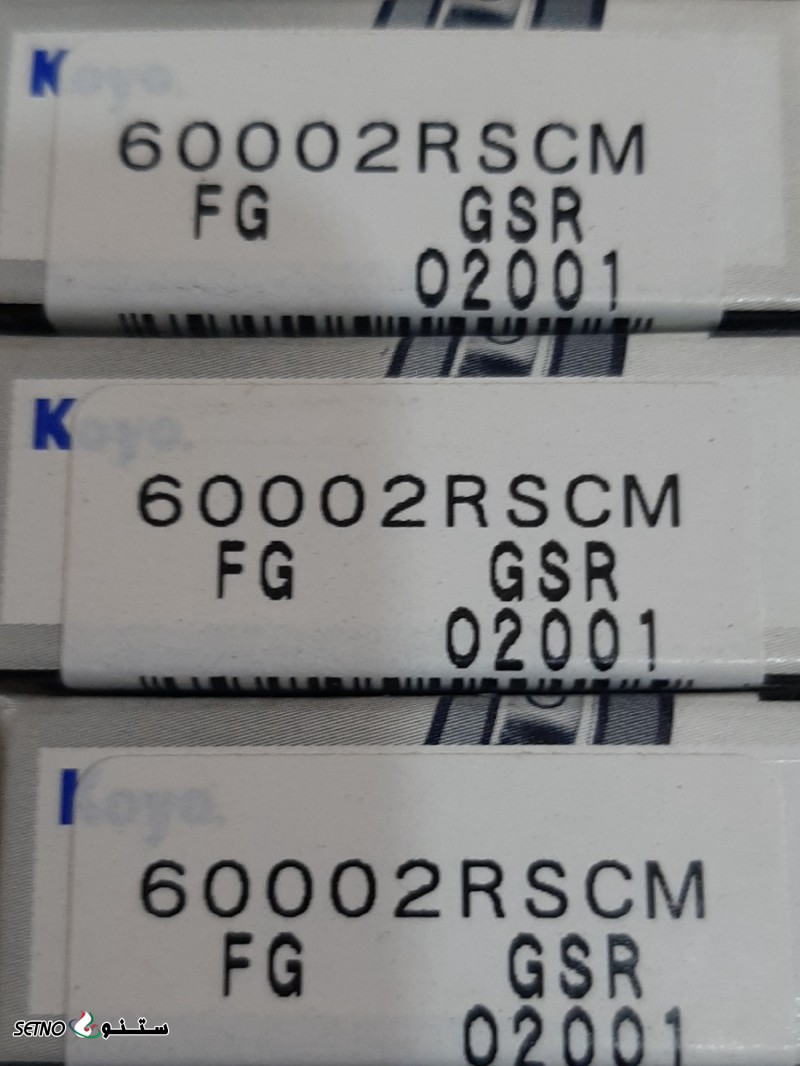 Koyo.
60002RSCM
FG GSR
02001
Koyo.
60002RSCM
FG GSR
02001
Koyo.
60002RSCM
FG GSR
02001
SETNO ستنو